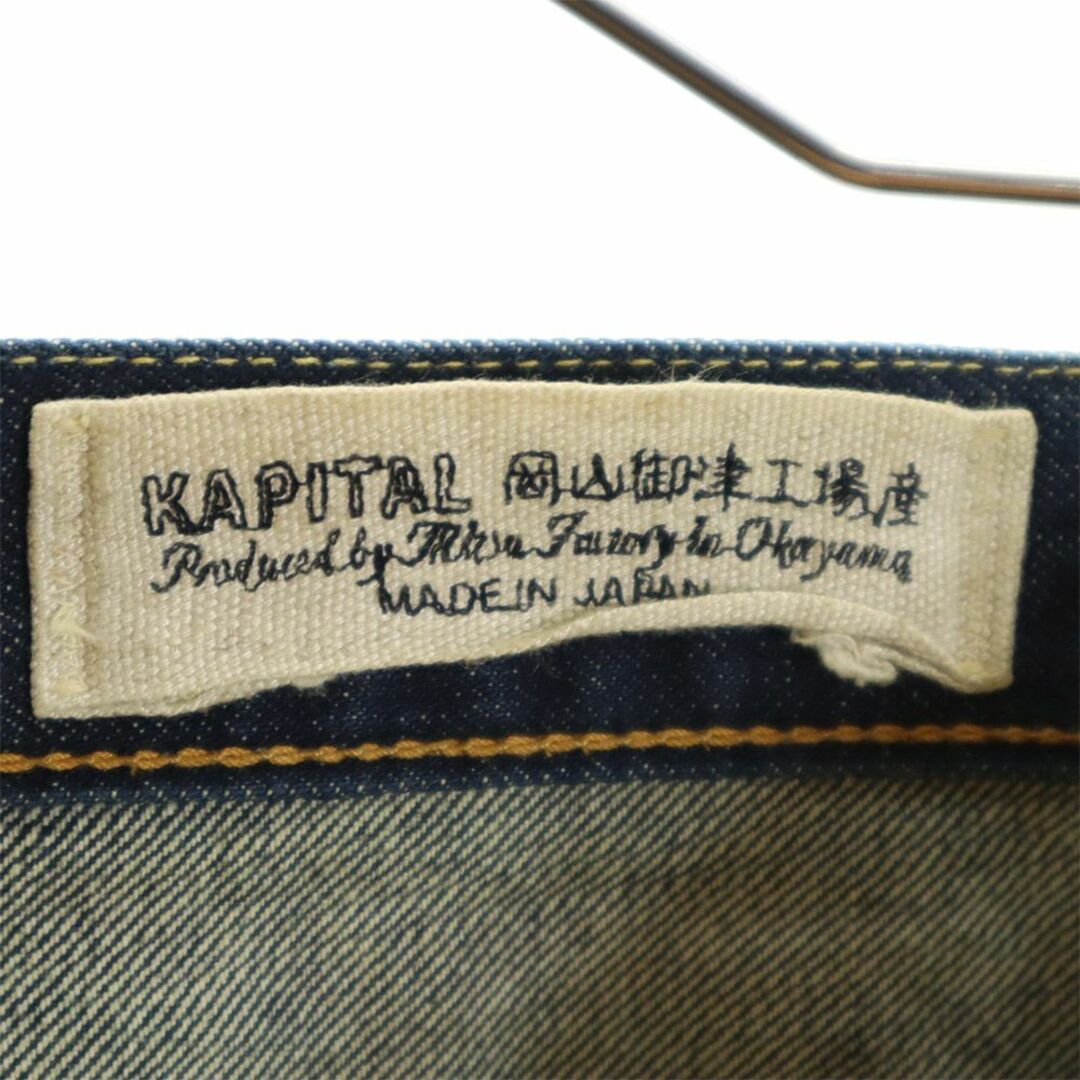 KAPITAL 岡山御津工場産
Produced by Mitsu Factory in Okayama
MADE IN JAPAN